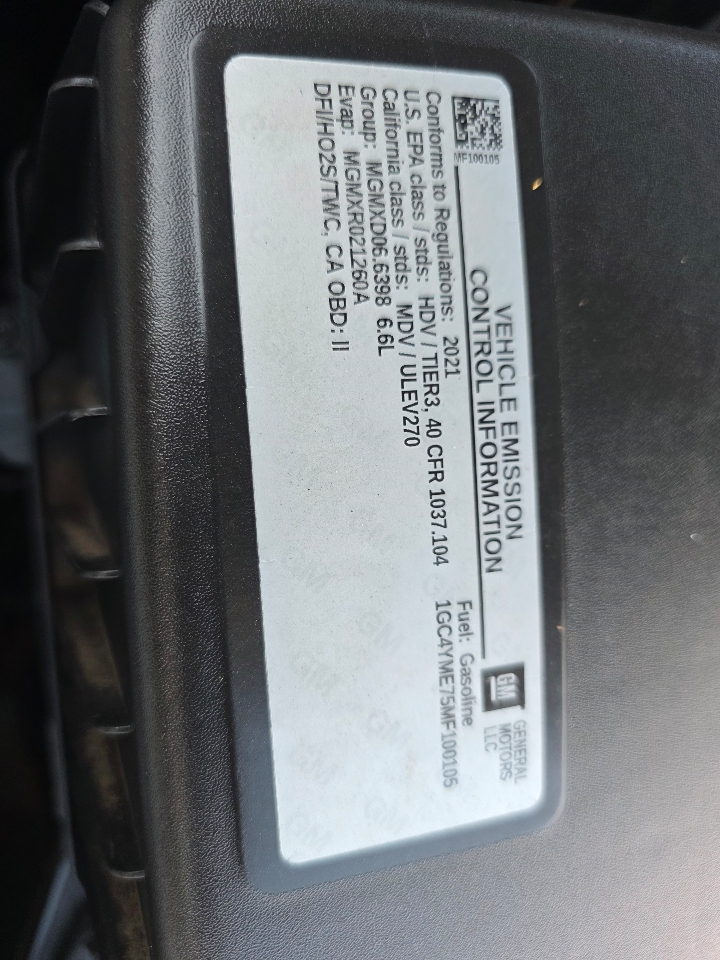 VEHICLE EMISSION
CONTROL INFORMATION
GM
GENERAL
MOTORS
LLC
MF100105
Conforms to Regulations: 2021
Fuel: Gasoline
U.S. EPA class / stds: HDV / TIER3, 40 CFR 1037.104
1GC4YME75MF100105
California class / stds: MDV / ULEV270
Group: MGMXD06.6398 6.6L
Evap: MGMXR021260A
DFI/HO2S/TWC, CA OBD: II